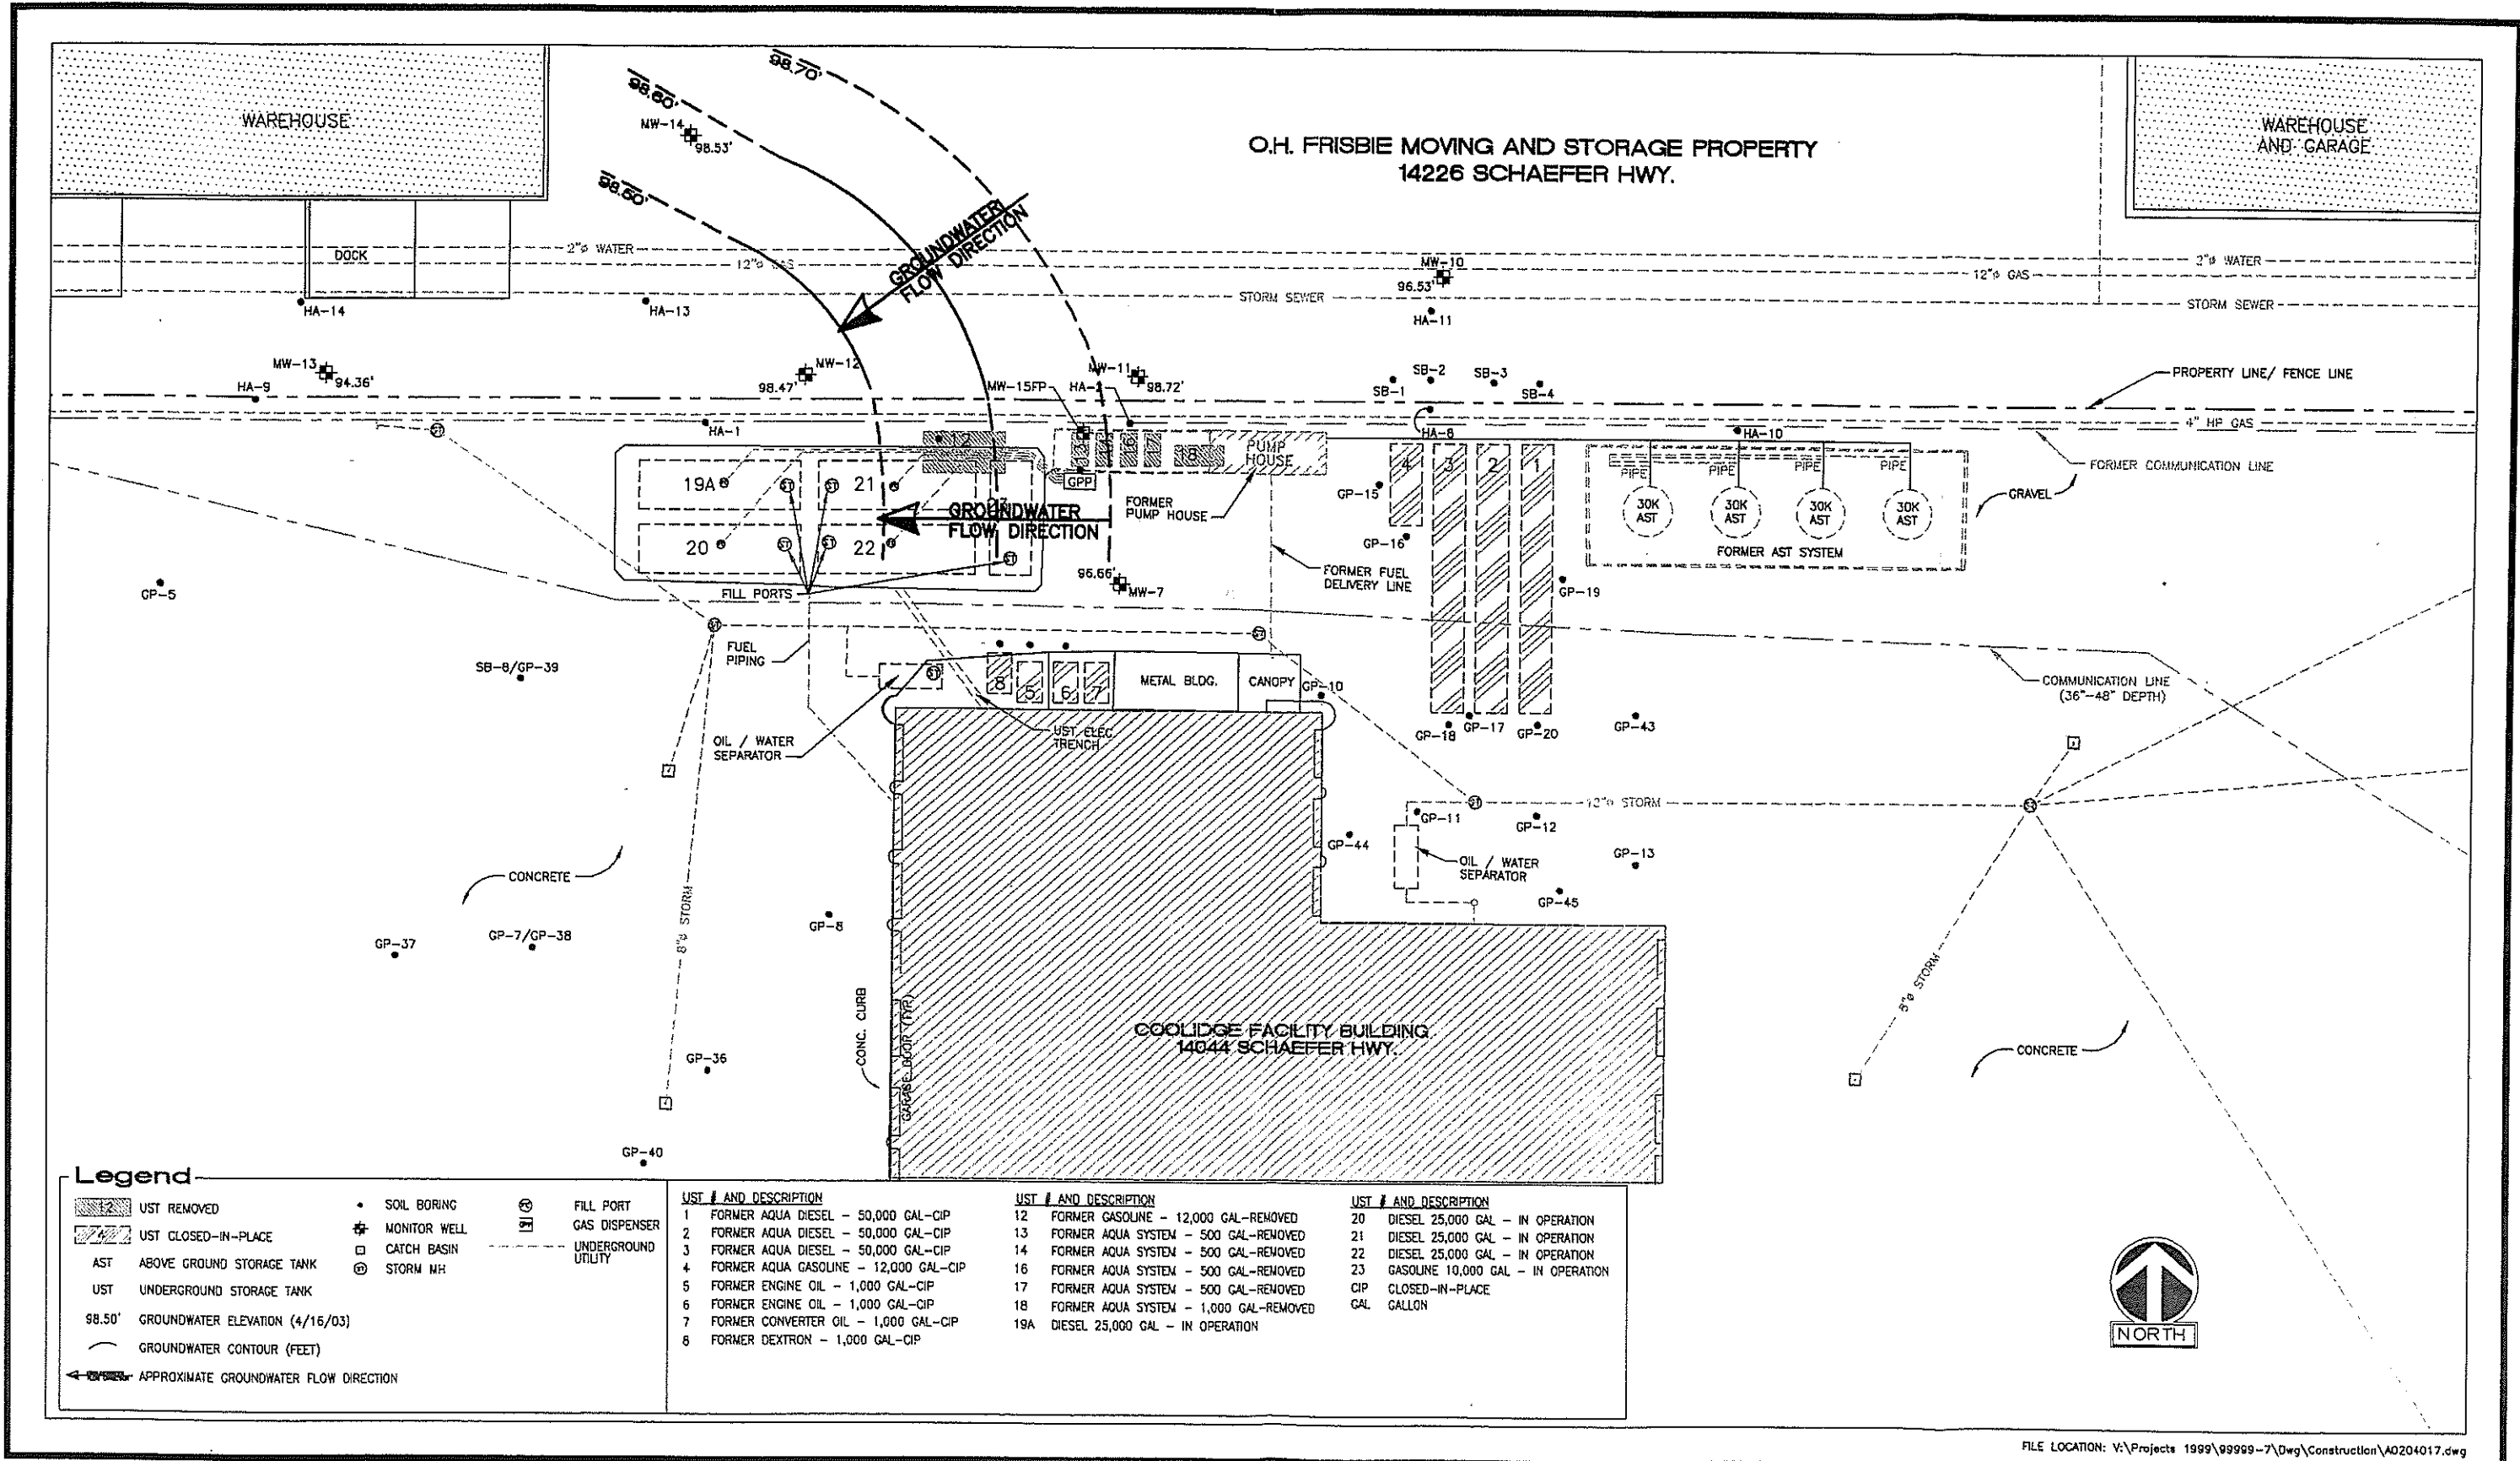 98.70'
98.60'
98.50'
WAREHOUSE
MW-14
98.53'
O.H. FRISBIE MOVING AND STORAGE PROPERTY
14226 SCHAEFER HWY.
WAREHOUSE
AND GARAGE
GROUNDWATER
FLOW DIRECTION
DOCK
2"ø WATER
12"ø GAS
MW-10
96.53'
2"ø WATER
12"ø GAS
STORM SEWER
STORM SEWER
HA-14
HA-13
HA-11
MW-13
94.36'
HA-9
MW-12
98.47'
MW-15FP
HA-2
MW-11
98.72'
SB-1
SB-2
SB-3
SB-4
PROPERTY LINE/ FENCE LINE
HA-1
HA-8
HA-10
4" HP GAS
12
13
16
17
18
PUMP
HOUSE
4
3
2
1
PIPE
PIPE
PIPE
PIPE
FORMER COMMUNICATION LINE
19A
21
GPP
GP-15
30K
AST
30K
AST
30K
AST
30K
AST
GRAVEL
FORMER
PUMP HOUSE
23
GROUNDWATER
FLOW DIRECTION
20
22
GP-16
FORMER AST SYSTEM
FILL PORTS
96.66'
MW-7
FORMER FUEL
DELIVERY LINE
GP-5
GP-19
FUEL
PIPING
SB-8/GP-39
8
5
6
7
METAL BLDG.
CANOPY
GP-10
COMMUNICATION LINE
(36"-48" DEPTH)
OIL / WATER
SEPARATOR
UST ELEC
TRENCH
GP-18
GP-17
GP-20
GP-43
12"ø STORM
GP-11
GP-12
GP-44
GP-13
OIL / WATER
SEPARATOR
GP-45
CONCRETE
8"ø STORM
GP-8
GP-37
GP-7/GP-38
8"ø STORM
CONC. CURB
GARAGE DOOR (TYP.)
COOLIDGE FACILITY BUILDING
14044 SCHAEFER HWY.
CONCRETE
GP-36
GP-40
Legend
12 UST REMOVED
4 UST CLOSED-IN-PLACE
AST ABOVE GROUND STORAGE TANK
UST UNDERGROUND STORAGE TANK
98.50' GROUNDWATER ELEVATION (4/16/03)
GROUNDWATER CONTOUR (FEET)
APPROXIMATE GROUNDWATER FLOW DIRECTION
SOIL BORING
MONITOR WELL
CATCH BASIN
STORM MH
FILL PORT
GAS DISPENSER
UNDERGROUND
UTILITY
UST # AND DESCRIPTION
1 FORMER AQUA DIESEL - 50,000 GAL-CIP
2 FORMER AQUA DIESEL - 50,000 GAL-CIP
3 FORMER AQUA DIESEL - 50,000 GAL-CIP
4 FORMER AQUA GASOLINE - 12,000 GAL-CIP
5 FORMER ENGINE OIL - 1,000 GAL-CIP
6 FORMER ENGINE OIL - 1,000 GAL-CIP
7 FORMER CONVERTER OIL - 1,000 GAL-CIP
8 FORMER DEXTRON - 1,000 GAL-CIP
UST # AND DESCRIPTION
12 FORMER GASOLINE - 12,000 GAL-REMOVED
13 FORMER AQUA SYSTEM - 500 GAL-REMOVED
14 FORMER AQUA SYSTEM - 500 GAL-REMOVED
16 FORMER AQUA SYSTEM - 500 GAL-REMOVED
17 FORMER AQUA SYSTEM - 500 GAL-REMOVED
18 FORMER AQUA SYSTEM - 1,000 GAL-REMOVED
19A DIESEL 25,000 GAL - IN OPERATION
UST # AND DESCRIPTION
20 DIESEL 25,000 GAL - IN OPERATION
21 DIESEL 25,000 GAL - IN OPERATION
22 DIESEL 25,000 GAL - IN OPERATION
23 GASOLINE 10,000 GAL - IN OPERATION
CIP CLOSED-IN-PLACE
GAL GALLON
NORTH
FILE LOCATION: V:\Projects 1999\99999-7\Dwg\Construction\A0204017.dwg